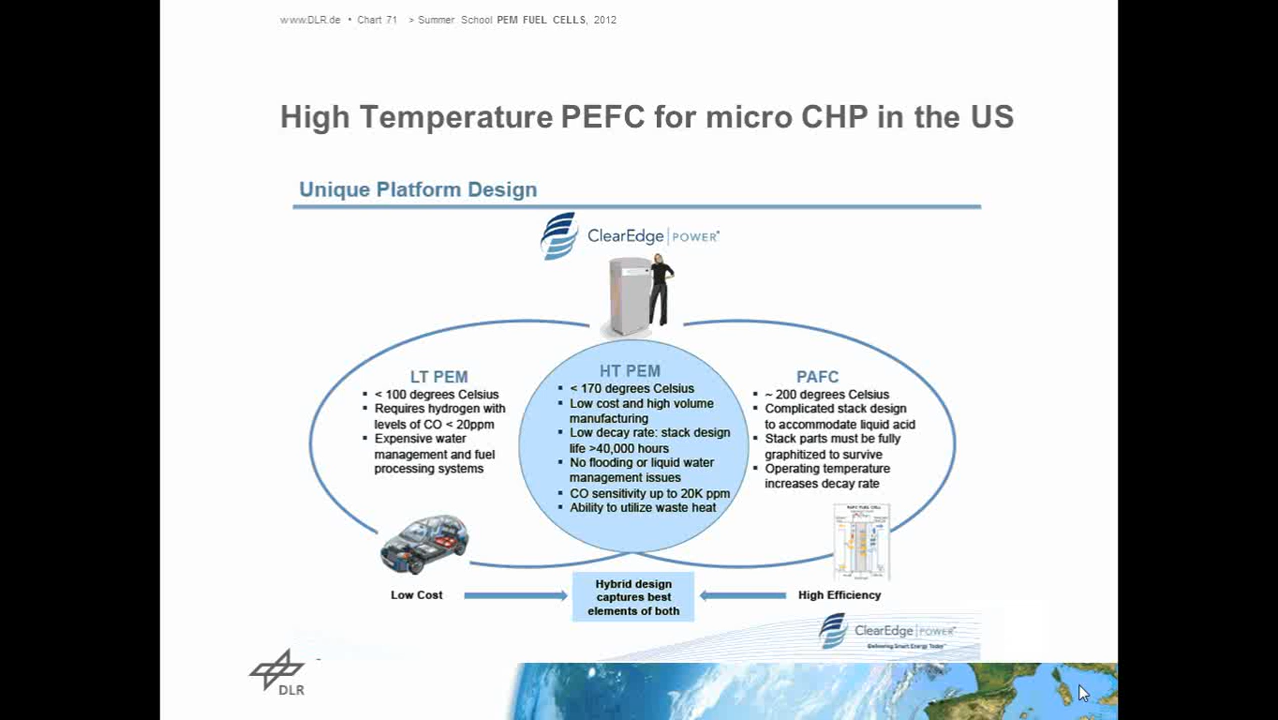 www.DLR.de • Chart 71 > Summer School PEM FUEL CELLS, 2012
High Temperature PEFC for micro CHP in the US
Unique Platform Design
ClearEdge | POWER
LT PEM
▪ < 100 degrees Celsius
▪ Requires hydrogen with
levels of CO < 20ppm
▪ Expensive water
management and fuel
processing systems
HT PEM
▪ < 170 degrees Celsius
▪ Low cost and high volume
manufacturing
▪ Low decay rate: stack design
life >40,000 hours
▪ No flooding or liquid water
management issues
▪ CO sensitivity up to 20K ppm
▪ Ability to utilize waste heat
PAFC
▪ ~ 200 degrees Celsius
▪ Complicated stack design
to accommodate liquid acid
▪ Stack parts must be fully
graphitized to survive
▪ Operating temperature
increases decay rate
PAFC FUEL CELL
Low Cost
Hybrid design
captures best
elements of both
High Efficiency
ClearEdge | POWER
Delivering Smart Energy Today
DLR